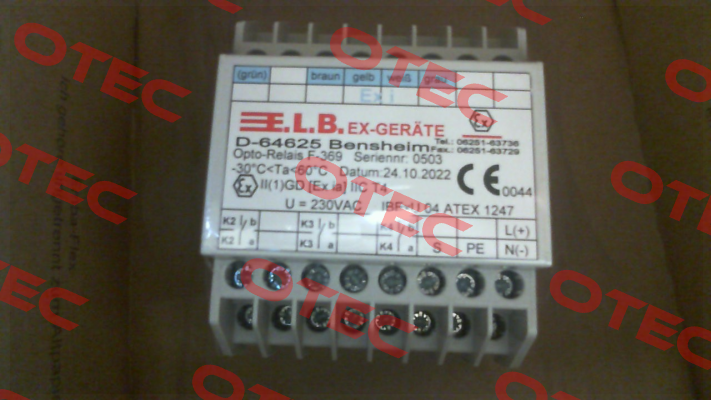 (grün) braun gelb weiß grau
Ex i
E.L.B. EX-GERÄTE
D-64625 Bensheim Tel.: 06251-63736
Fax.: 06251-63729
Opto-Relais F-369 Seriennr: 0503
-30°C<Ta<60°C Datum:24.10.2022
II(1)GD [Ex ia] IIC T4 CE 0044
U = 230VAC IBExU 04 ATEX 1247
K2 b K3 b K4 b L(+)
K2 a K3 a K4 a S PE N(-)
OTEC
OTEC
OTEC
OTEC
OTEC
OTEC
OTEC
OTEC